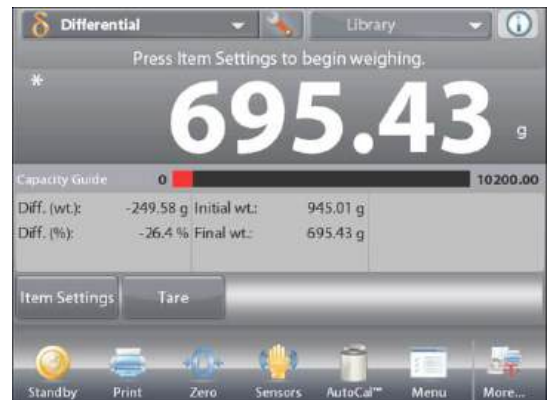 δ Differential Library
Press Item Settings to begin weighing.
* 695.43 g
Capacity Guide 0 10200.00
Diff. (wt.): -249.58 g Initial wt.: 945.01 g
Diff. (%): -26.4 % Final wt.: 695.43 g
Item Settings Tare
Standby Print Zero Sensors AutoCal™ Menu More...